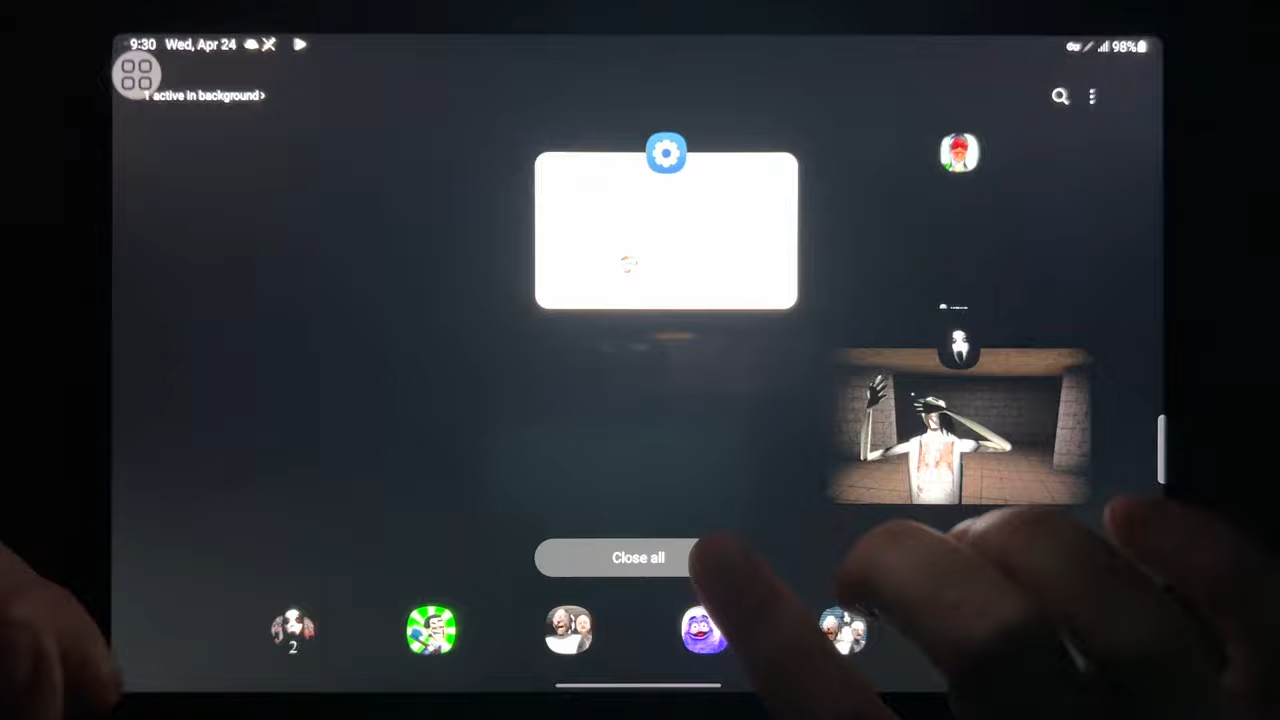 9:30 Wed, Apr 24
98%
1 active in background >
Close all
2